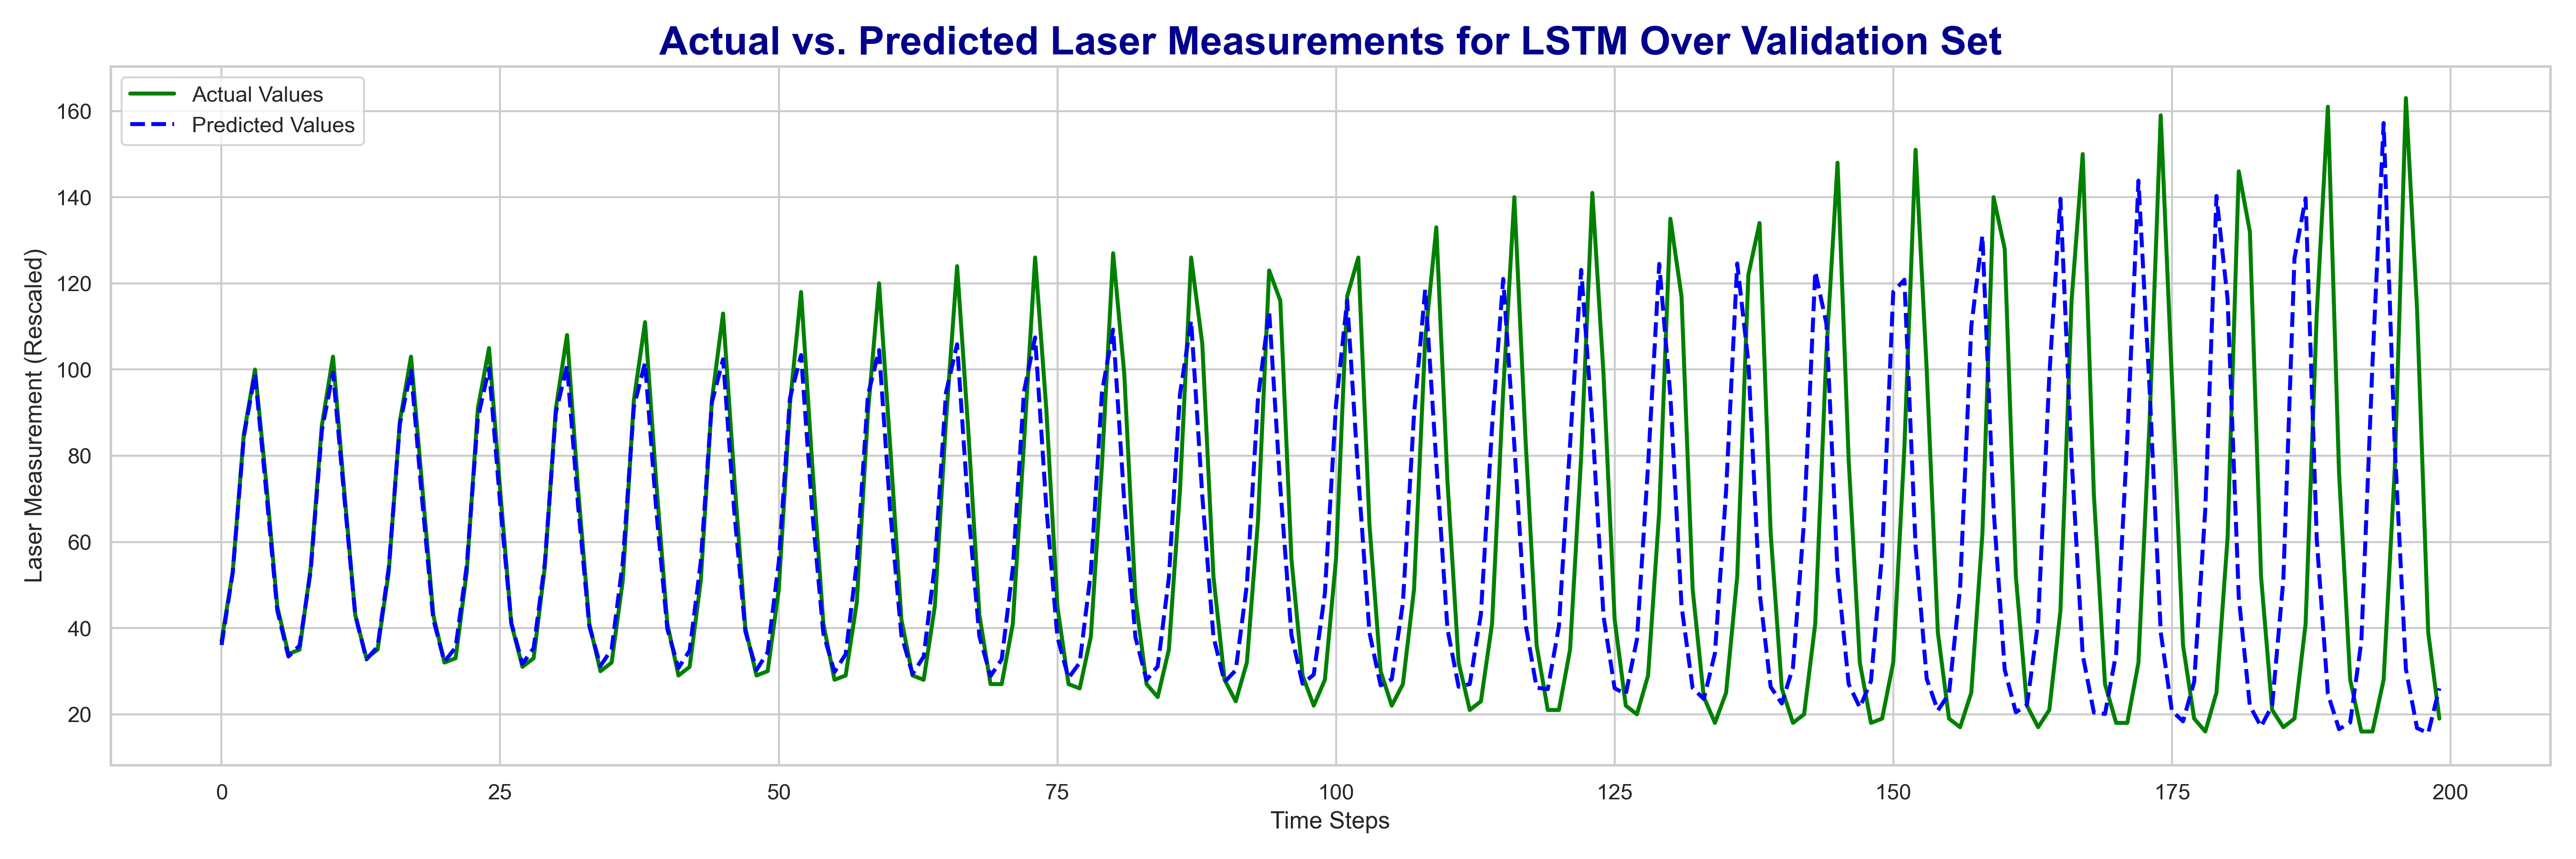 Actual vs. Predicted Laser Measurements for LSTM Over Validation Set
Actual Values
Predicted Values
Laser Measurement (Rescaled)
160
140
120
100
80
60
40
20
0 25 50 75 100 125 150 175 200
Time Steps